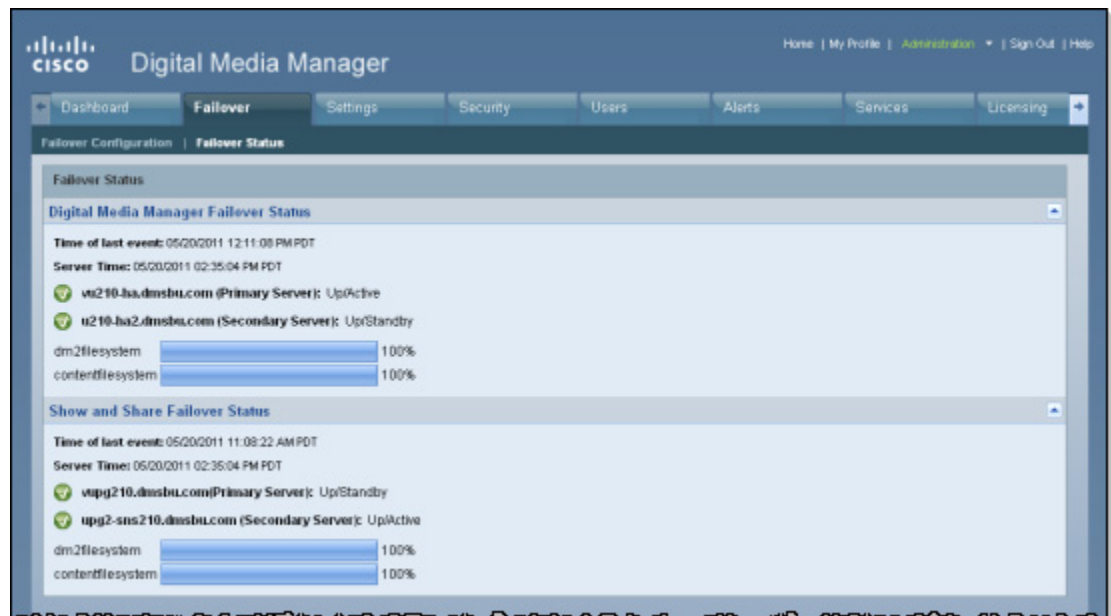 Home | My Profile | Administration | Sign Out | Help
CISCO Digital Media Manager
Dashboard Failover Settings Security Users Alerts Services Licensing
Failover Configuration | Failover Status
Failover Status
Digital Media Manager Failover Status
Time of last event: 05/20/2011 12:11:08 PM PDT
Server Time: 05/20/2011 02:35:04 PM PDT
vu210-ha.dmsbu.com (Primary Server): Up/Active
u210-ha2.dmsbu.com (Secondary Server): Up/Standby
dm2filesystem 100%
contentfilesystem 100%
Show and Share Failover Status
Time of last event: 05/20/2011 11:08:22 AM PDT
Server Time: 05/20/2011 02:35:04 PM PDT
vupg210.dmsbu.com(Primary Server): Up/Standby
upg2-sns210.dmsbu.com (Secondary Server): Up/Active
dm2filesystem 100%
contentfilesystem 100%